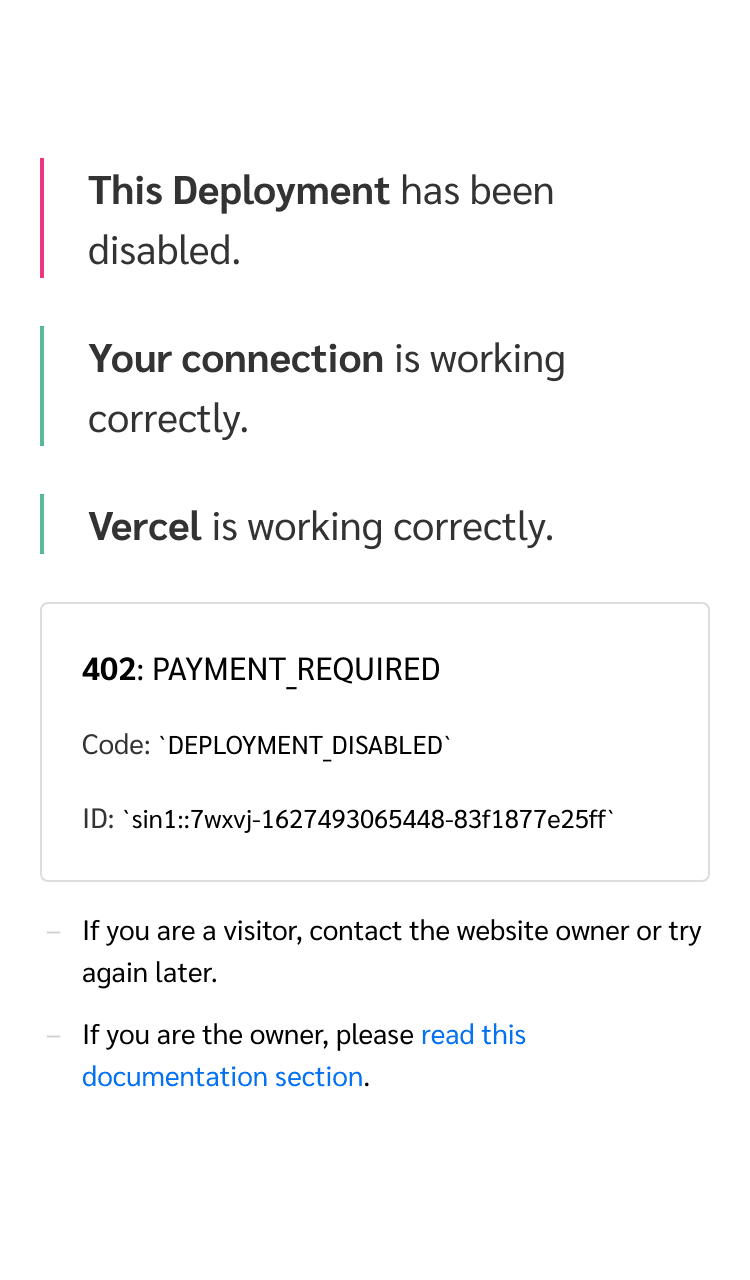 This Deployment has been
disabled.
Your connection is working
correctly.
Vercel is working correctly.
402: PAYMENT_REQUIRED
Code: `DEPLOYMENT_DISABLED`
ID: `sin1::7wxvj-1627493065448-83f1877e25ff`
– If you are a visitor, contact the website owner or try
again later.
– If you are the owner, please read this
documentation section.